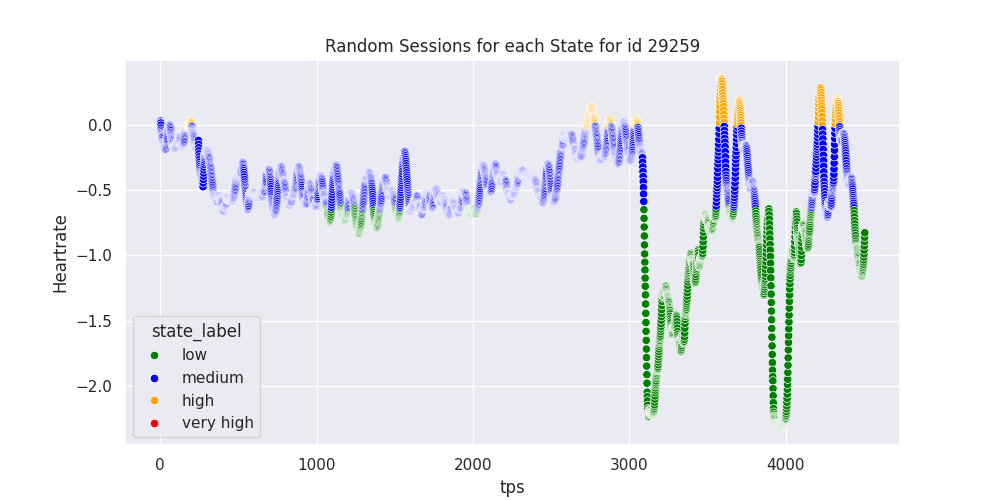 Random Sessions for each State for id 29259
Heartrate
0.0
−0.5
−1.0
−1.5
−2.0
state_label
low
medium
high
very high
0 1000 2000 3000 4000
tps